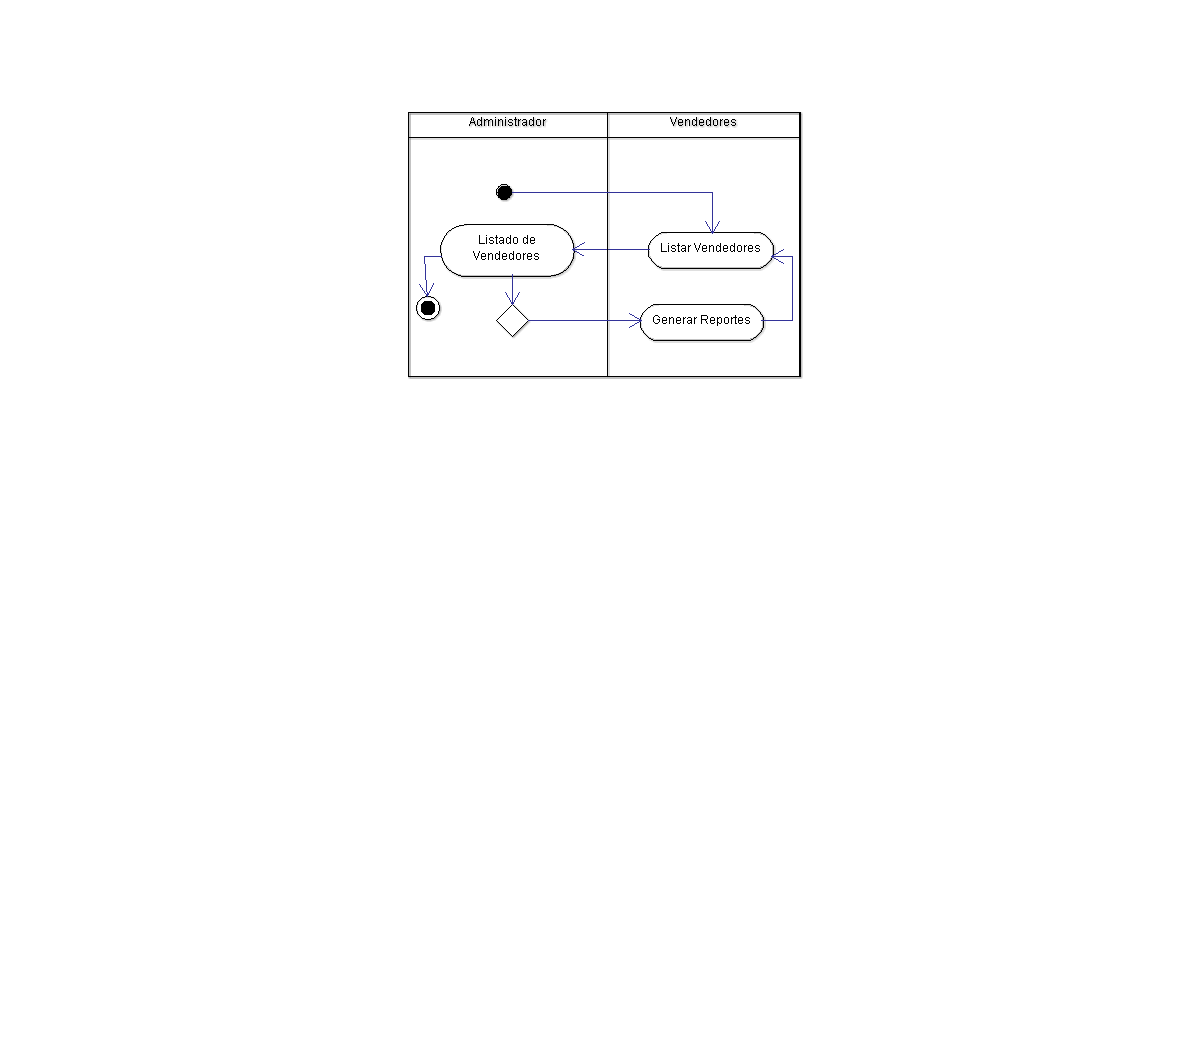 Administrador
Vendedores
Listado de
Vendedores
Listar Vendedores
Generar Reportes